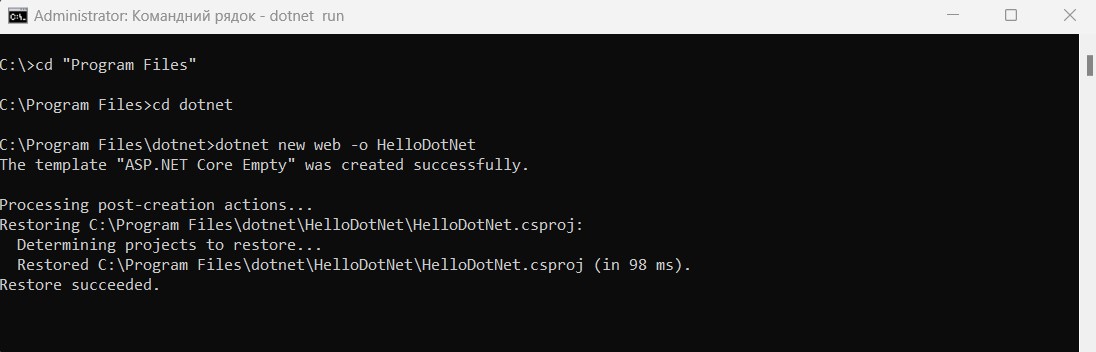 Administrator: Командний рядок - dotnet  run
C:\>cd "Program Files"
C:\Program Files>cd dotnet
C:\Program Files\dotnet>dotnet new web -o HelloDotNet
The template "ASP.NET Core Empty" was created successfully.
Processing post-creation actions...
Restoring C:\Program Files\dotnet\HelloDotNet\HelloDotNet.csproj:
  Determining projects to restore...
  Restored C:\Program Files\dotnet\HelloDotNet\HelloDotNet.csproj (in 98 ms).
Restore succeeded.